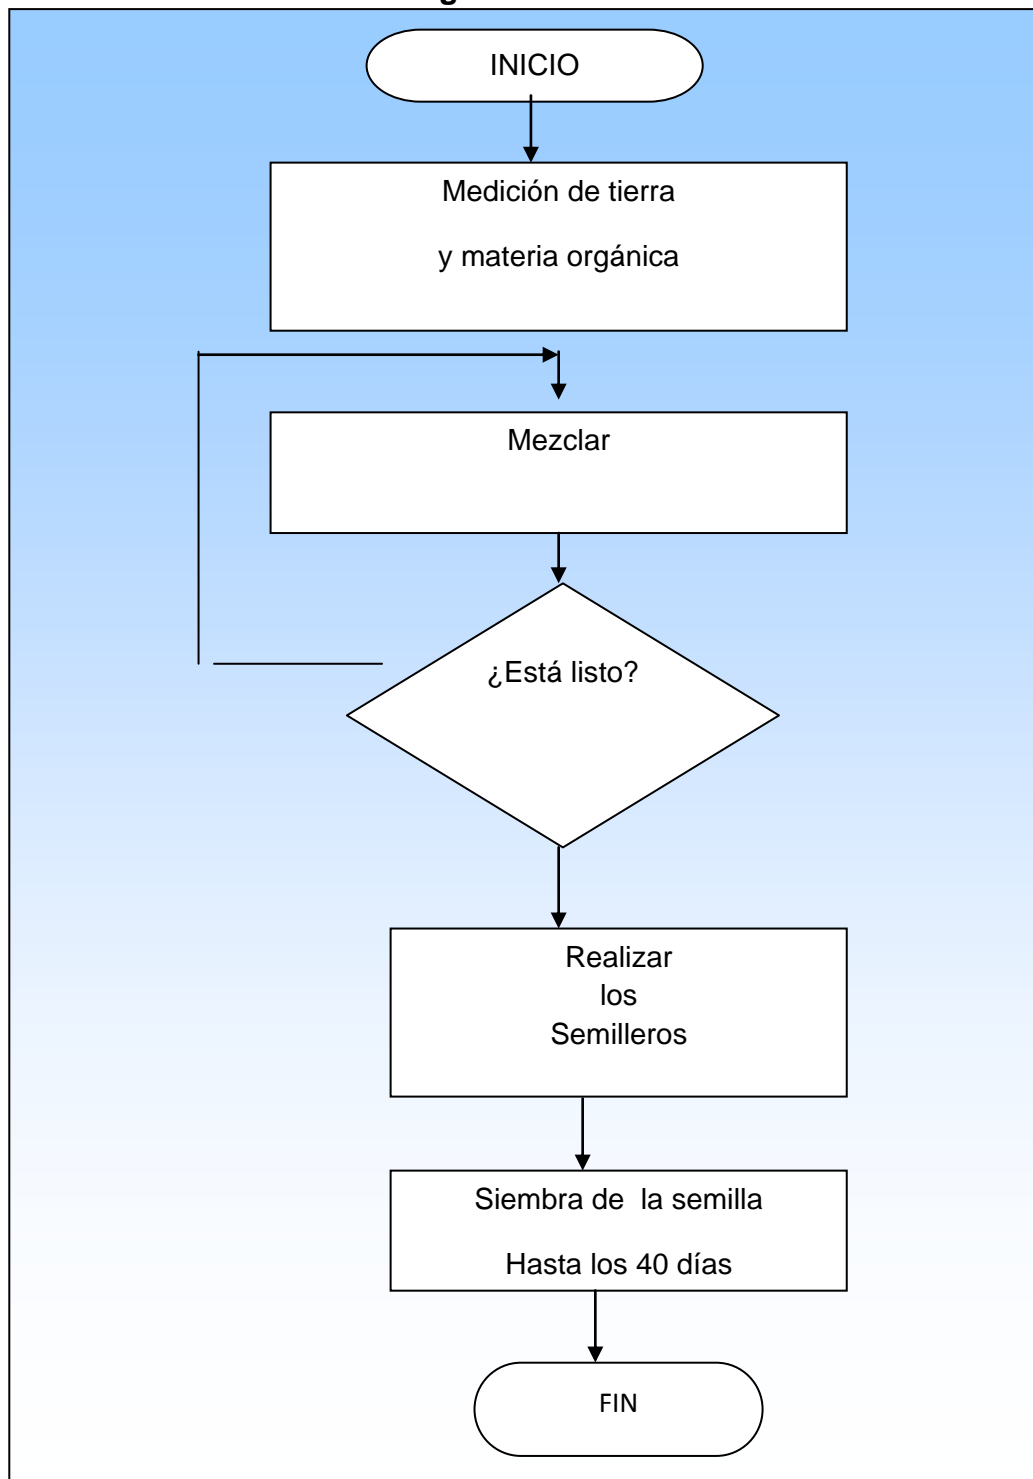 INICIO
Medición de tierra
y materia orgánica
Mezclar
¿Está listo?
Realizar
los
Semilleros
Siembra de  la semilla
Hasta los 40 días
FIN